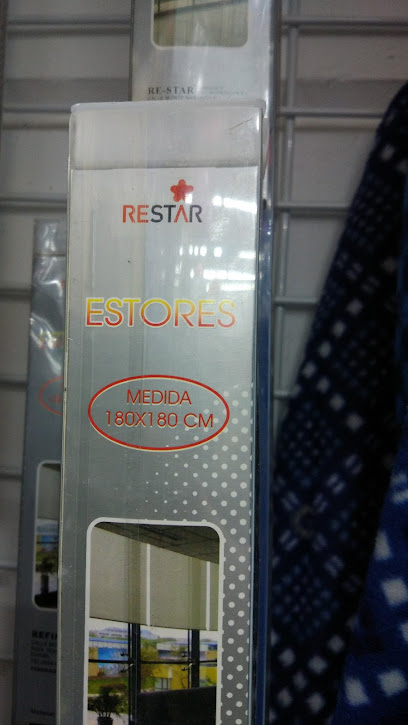 RE-STAR
RESTAR
ESTORES
MEDIDA
180X180 CM